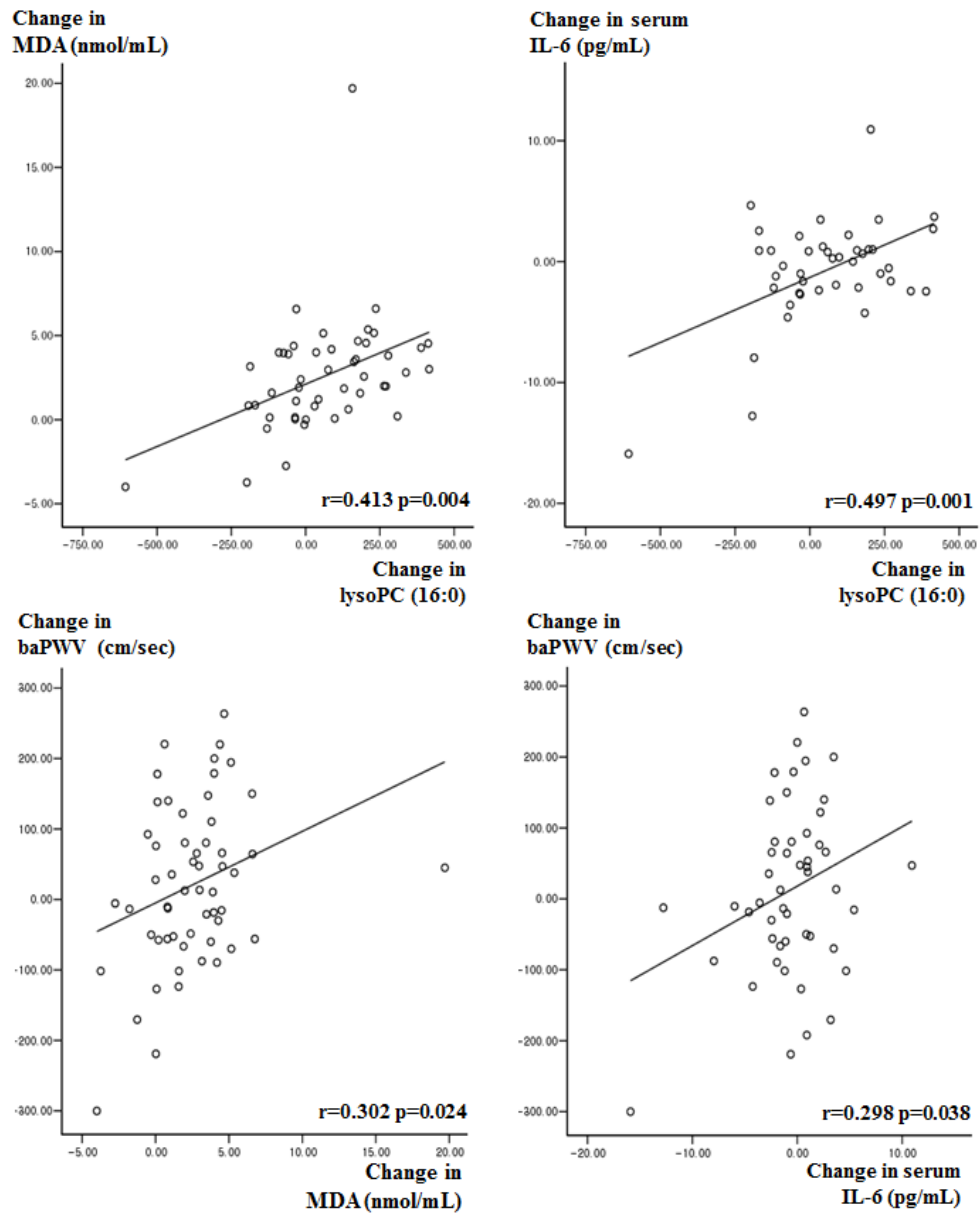 Change in
MDA (nmol/mL)
20.00
15.00
10.00
5.00
0.00
-5.00
r=0.413 p=0.004
-750.00 -500.00 -250.00 0.00 250.00 500.00
Change in
lysoPC (16:0)
Change in serum
IL-6 (pg/mL)
10.00
0.00
-10.00
-20.00
r=0.497 p=0.001
-750.00 -500.00 -250.00 0.00 250.00 500.00
Change in
lysoPC (16:0)
Change in
baPWV (cm/sec)
300.00
200.00
100.00
0.00
-100.00
-200.00
-300.00
r=0.302 p=0.024
-5.00 0.00 5.00 10.00 15.00 20.00
Change in
MDA (nmol/mL)
Change in
baPWV (cm/sec)
300.00
200.00
100.00
0.00
-100.00
-200.00
-300.00
r=0.298 p=0.038
-20.00 -10.00 0.00 10.00
Change in serum
IL-6 (pg/mL)